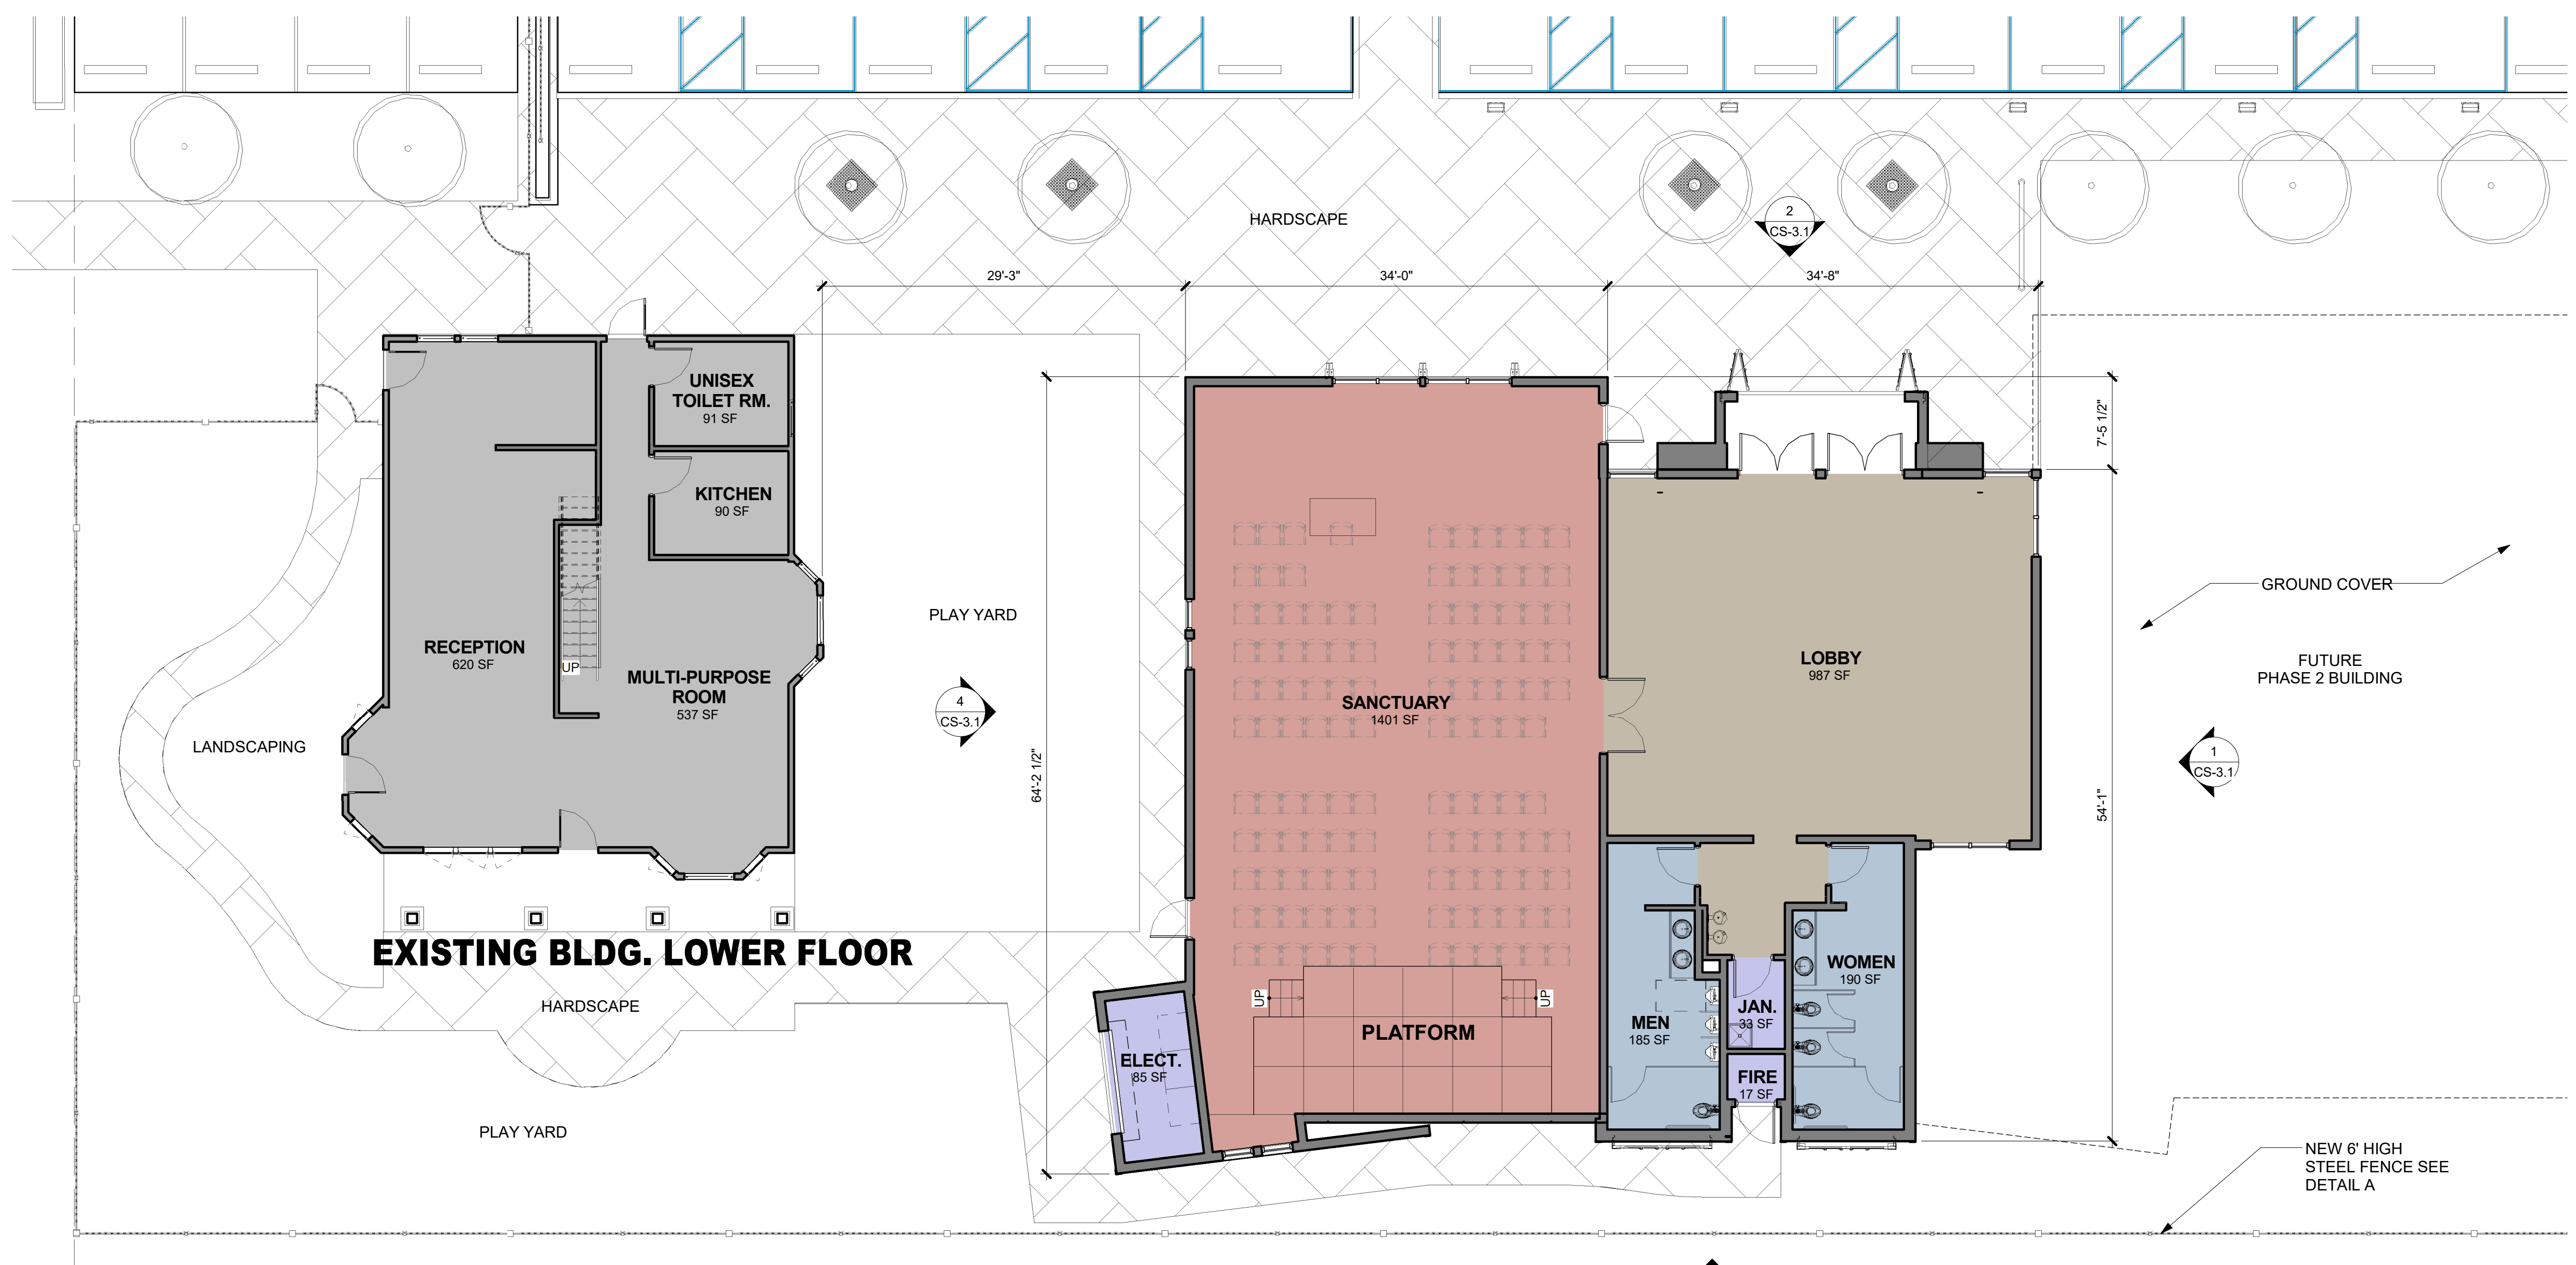 HARDSCAPE
2
CS-3.1
29'-3"
34'-0"
34'-8"
UNISEX
TOILET RM.
91 SF
KITCHEN
90 SF
7'-5 1/2"
GROUND COVER
PLAY YARD
RECEPTION
620 SF
UP
MULTI-PURPOSE
ROOM
537 SF
LOBBY
987 SF
FUTURE
PHASE 2 BUILDING
SANCTUARY
1401 SF
4
CS-3.1
LANDSCAPING
1
CS-3.1
64'-2 1/2"
54'-1"
EXISTING BLDG. LOWER FLOOR
HARDSCAPE
WOMEN
190 SF
UP
UP
JAN.
33 SF
MEN
185 SF
PLATFORM
ELECT.
85 SF
FIRE
17 SF
PLAY YARD
NEW 6' HIGH
STEEL FENCE SEE
DETAIL A